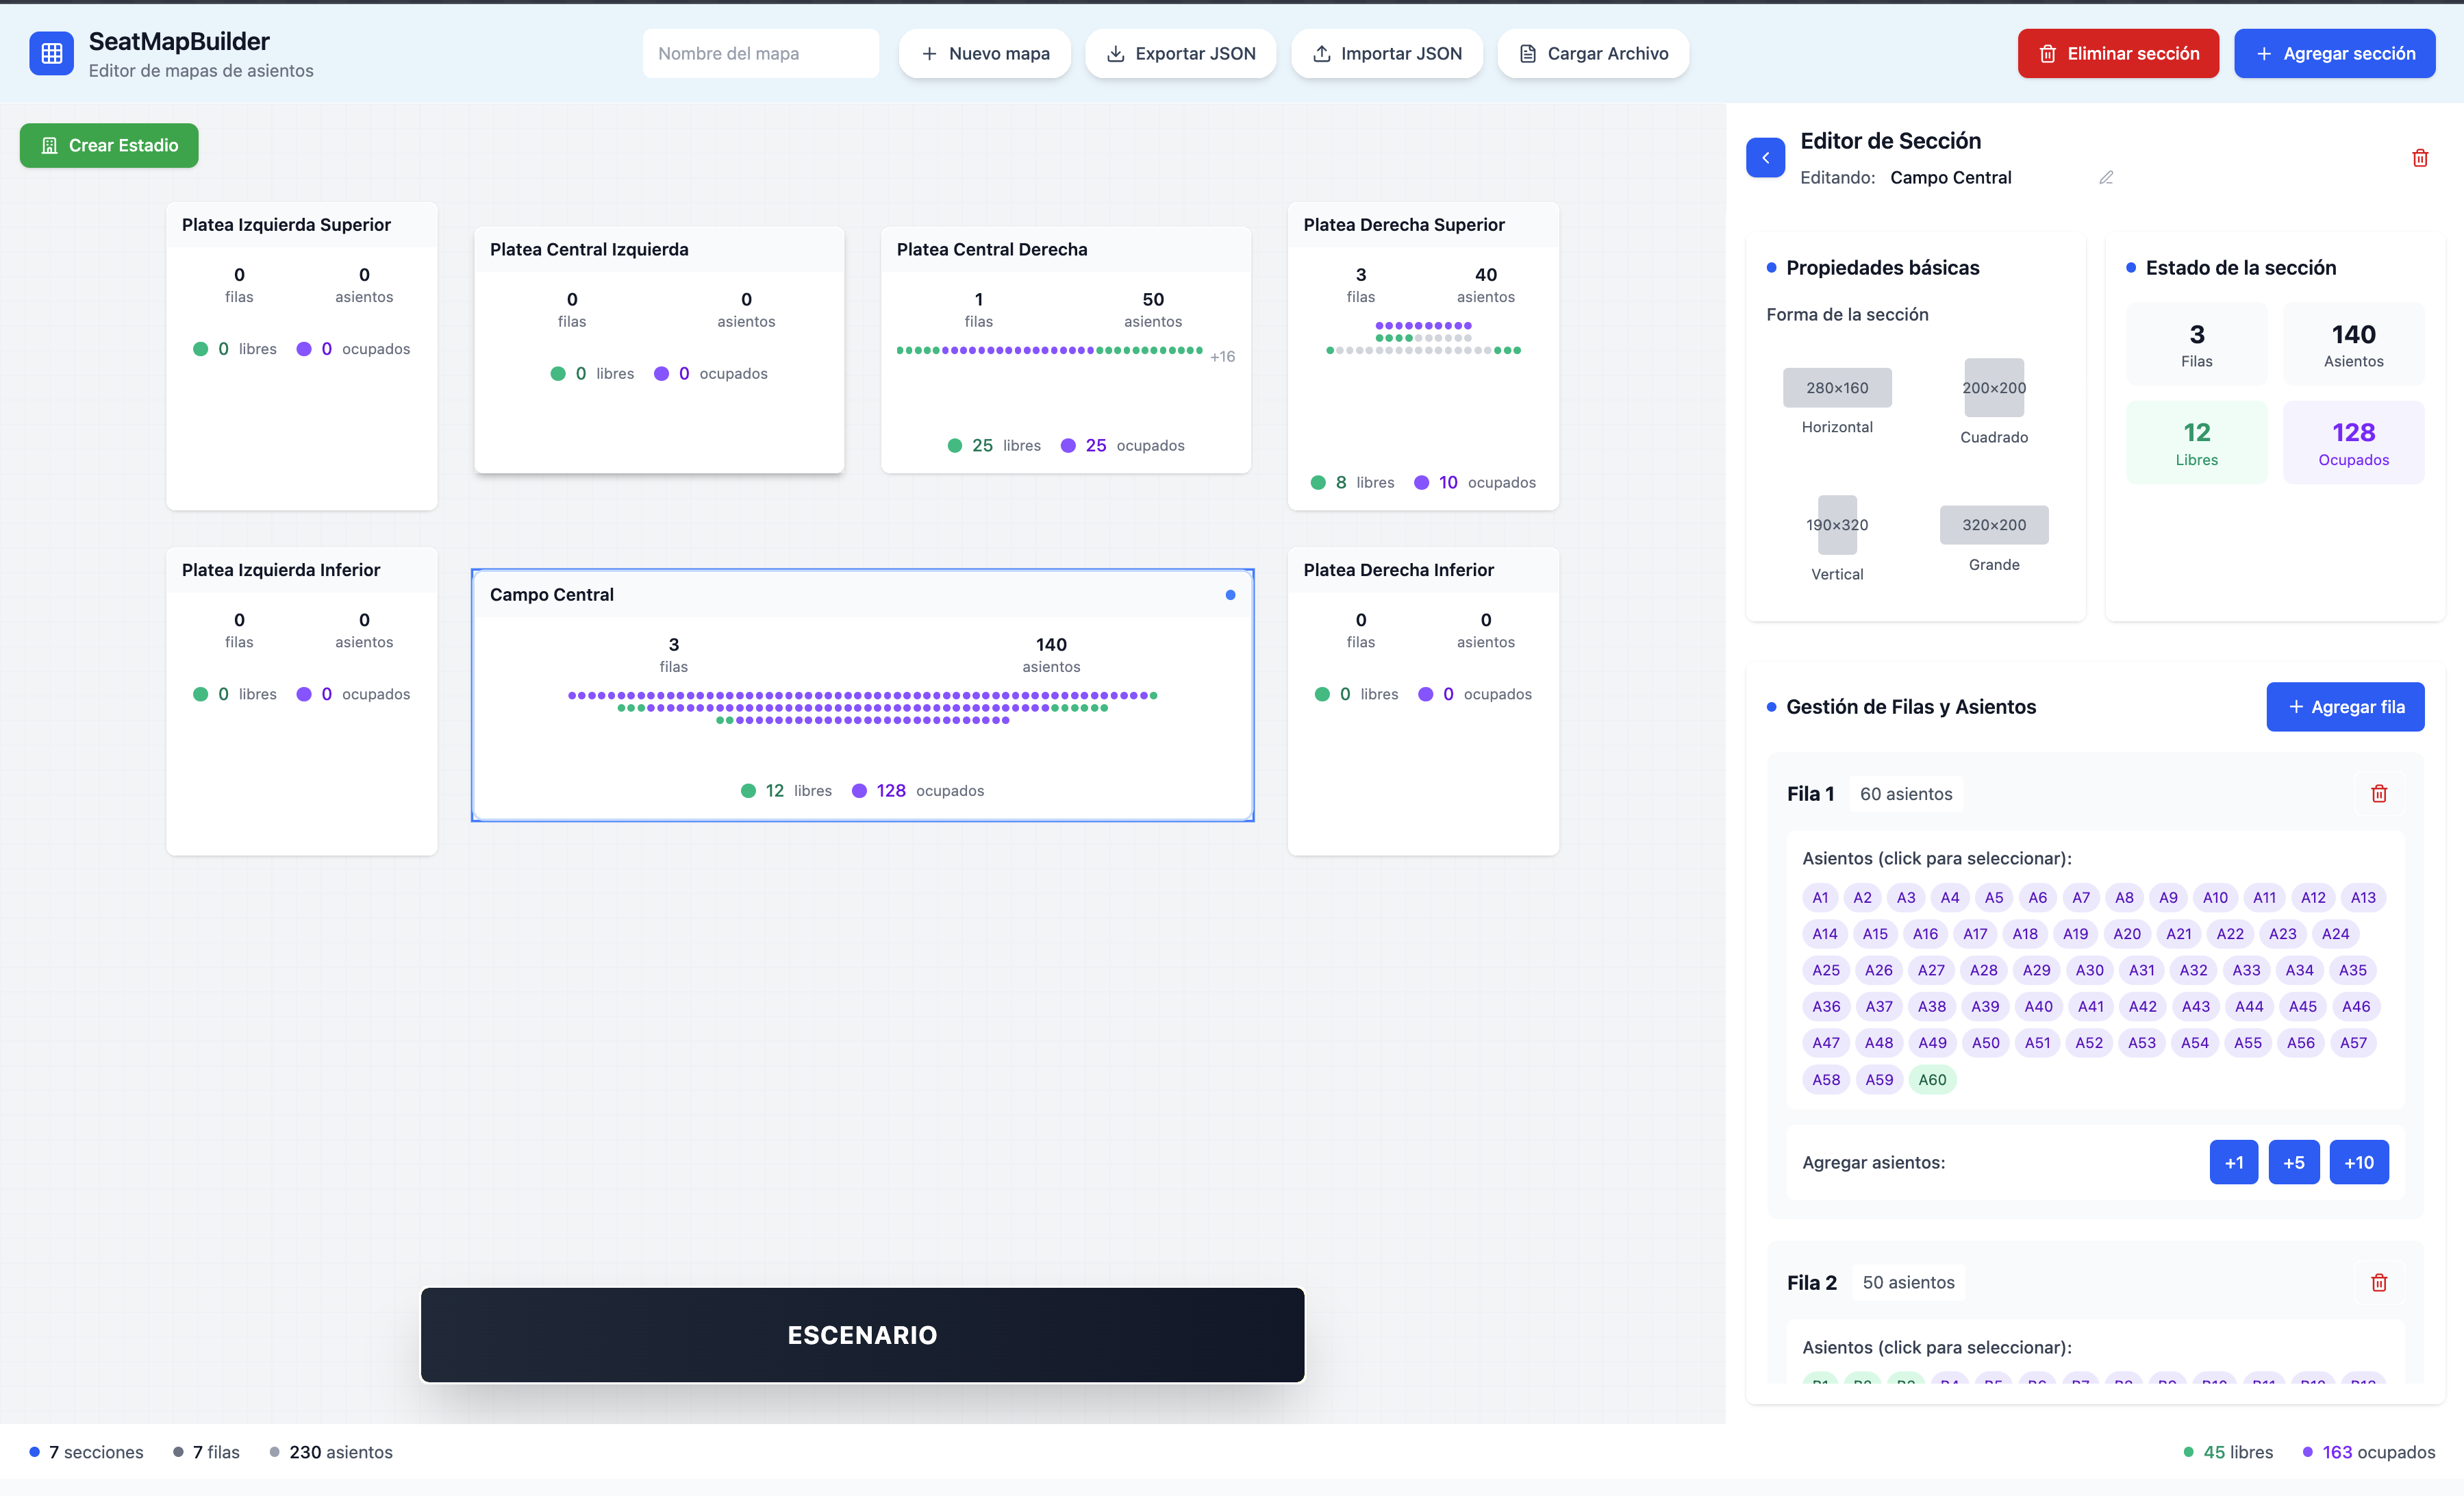 SeatMapBuilder
Editor de mapas de asientos
Nombre del mapa
Nuevo mapa
Exportar JSON
Importar JSON
Cargar Archivo
Eliminar sección
Agregar sección
Crear Estadio
Platea Izquierda Superior
0 0
filas asientos
0 libres 0 ocupados
Platea Central Izquierda
0 0
filas asientos
0 libres 0 ocupados
Platea Central Derecha
1 50
filas asientos
+16
25 libres 25 ocupados
Platea Derecha Superior
3 40
filas asientos
8 libres 10 ocupados
Platea Izquierda Inferior
0 0
filas asientos
0 libres 0 ocupados
Campo Central
3 140
filas asientos
12 libres 128 ocupados
Platea Derecha Inferior
0 0
filas asientos
0 libres 0 ocupados
ESCENARIO
Editor de Sección
Editando: Campo Central
Propiedades básicas
Forma de la sección
280×160
Horizontal
200×200
Cuadrado
190×320
Vertical
320×200
Grande
Estado de la sección
3
Filas
140
Asientos
12
Libres
128
Ocupados
Gestión de Filas y Asientos
Agregar fila
Fila 1 60 asientos
Asientos (click para seleccionar):
A1 A2 A3 A4 A5 A6 A7 A8 A9 A10 A11 A12 A13
A14 A15 A16 A17 A18 A19 A20 A21 A22 A23 A24
A25 A26 A27 A28 A29 A30 A31 A32 A33 A34 A35
A36 A37 A38 A39 A40 A41 A42 A43 A44 A45 A46
A47 A48 A49 A50 A51 A52 A53 A54 A55 A56 A57
A58 A59 A60
Agregar asientos: +1 +5 +10
Fila 2 50 asientos
Asientos (click para seleccionar):
7 secciones 7 filas 230 asientos
45 libres 163 ocupados